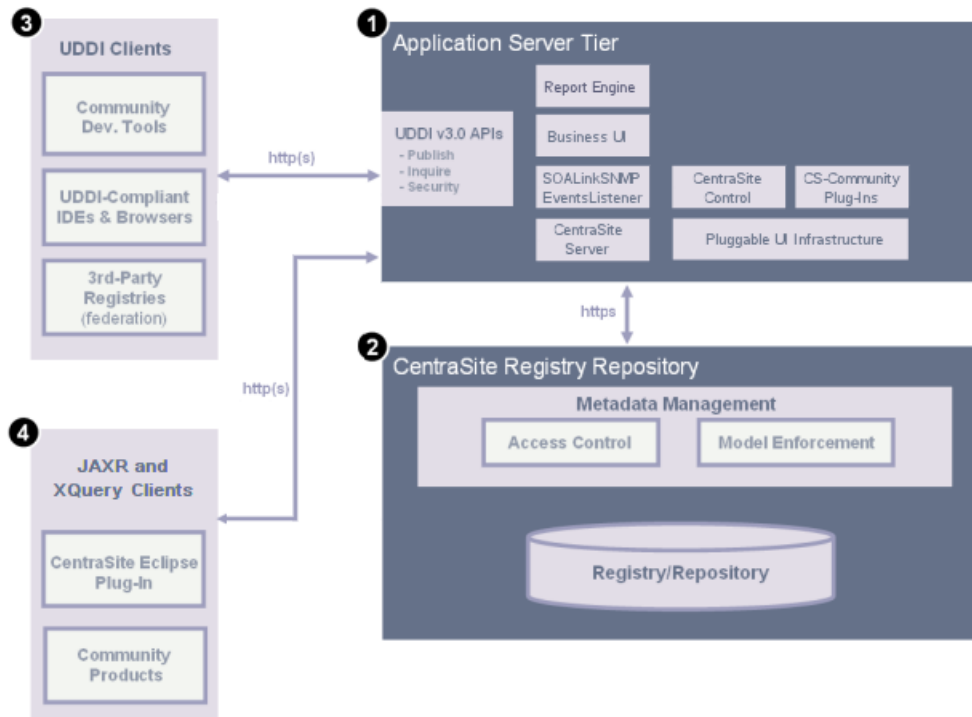 3
UDDI Clients
Community
Dev. Tools
UDDI-Compliant
IDEs & Browsers
3rd-Party
Registries
(federation)
http(s)
1
Application Server Tier
Report Engine
UDDI v3.0 APIs
- Publish
- Inquire
- Security
Business UI
SOALinkSNMP
EventsListener
CentraSite
Control
CS-Community
Plug-Ins
CentraSite
Server
Pluggable UI Infrastructure
https
2
CentraSite Registry Repository
Metadata Management
Access Control
Model Enforcement
Registry/Repository
http(s)
4
JAXR and
XQuery Clients
CentraSite Eclipse
Plug-In
Community
Products